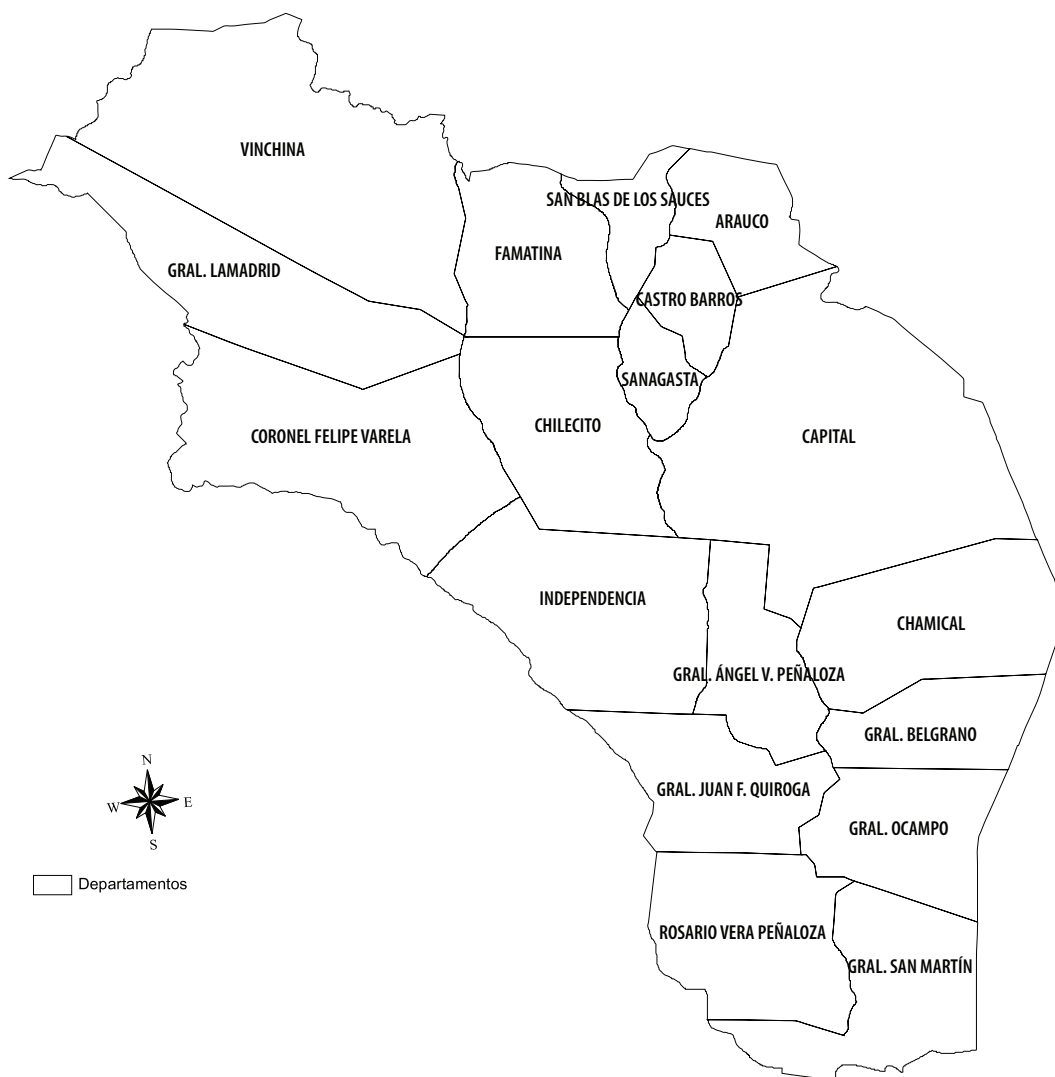 VINCHINA
SAN BLAS DE LOS SAUCES
ARAUCO
FAMATINA
GRAL. LAMADRID
CASTRO BARROS
SANAGASTA
CHILECITO
CORONEL FELIPE VARELA
CAPITAL
INDEPENDENCIA
CHAMICAL
GRAL. ÁNGEL V. PEÑALOZA
GRAL. BELGRANO
N
W
E
S
GRAL. JUAN F. QUIROGA
GRAL. OCAMPO
Departamentos
ROSARIO VERA PEÑALOZA
GRAL. SAN MARTÍN